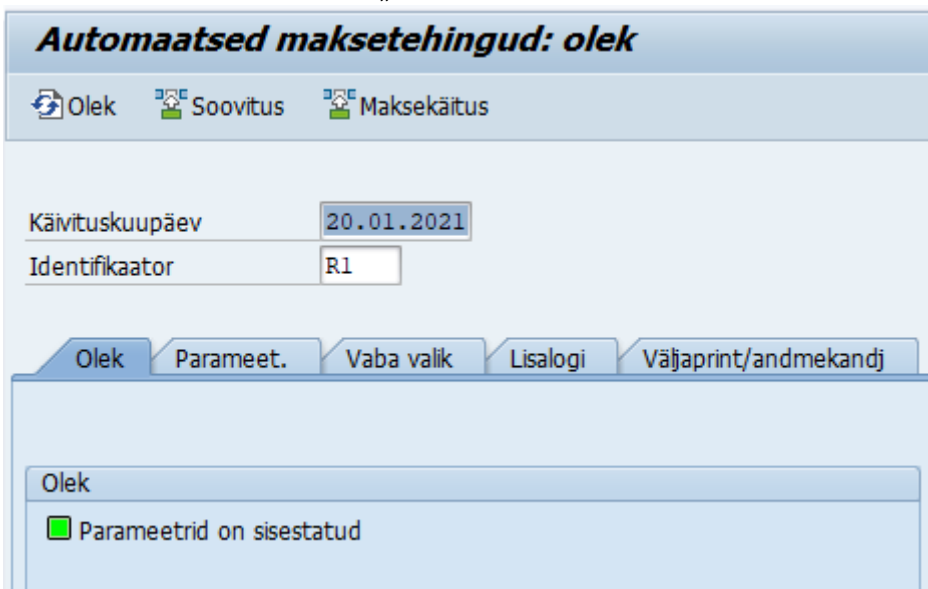 Automaatsed maksetehingud: olek
Olek Soovitus Maksekäitus
Käivituskuupäev 20.01.2021
Identifikaator R1
Olek Parameet. Vaba valik Lisalogi Väljaprint/andmekandj
Olek
Parameetrid on sisestatud